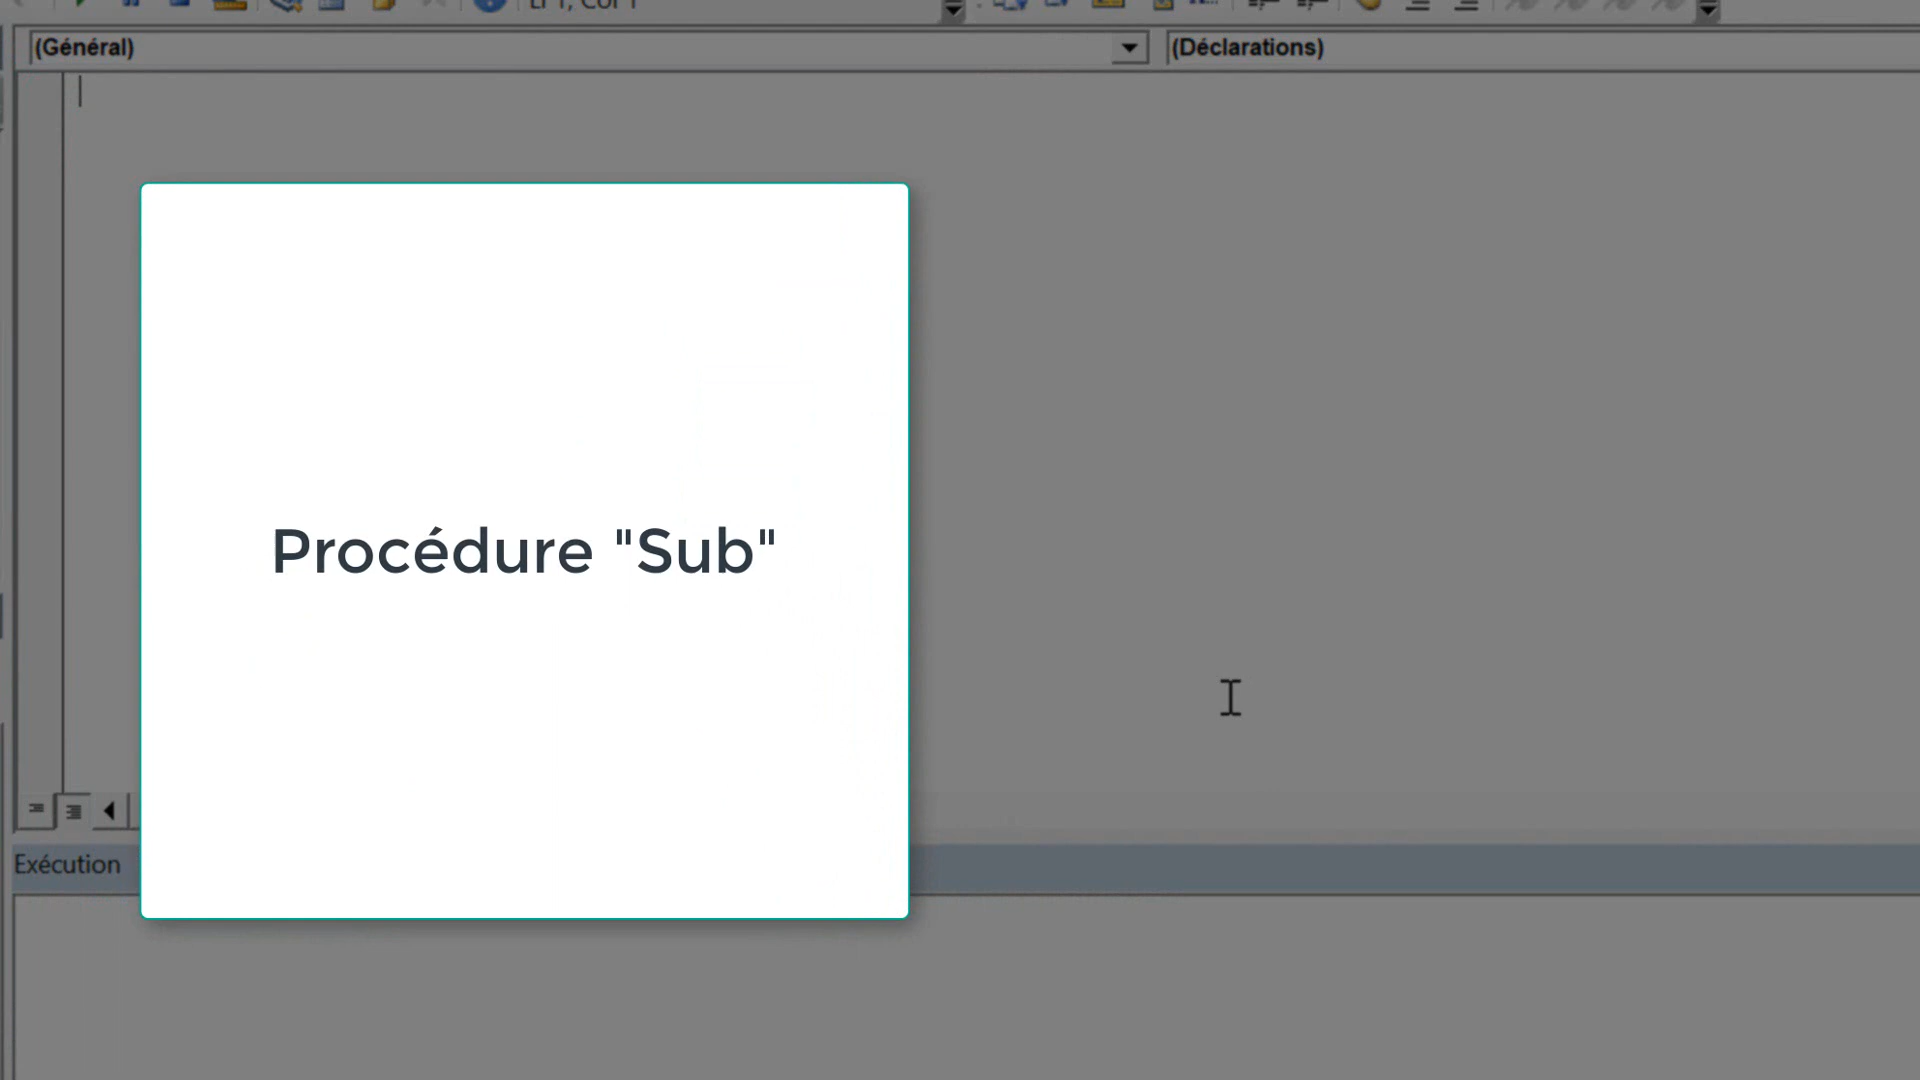 (Général)
(Déclarations)
Procédure "Sub"
Exécution